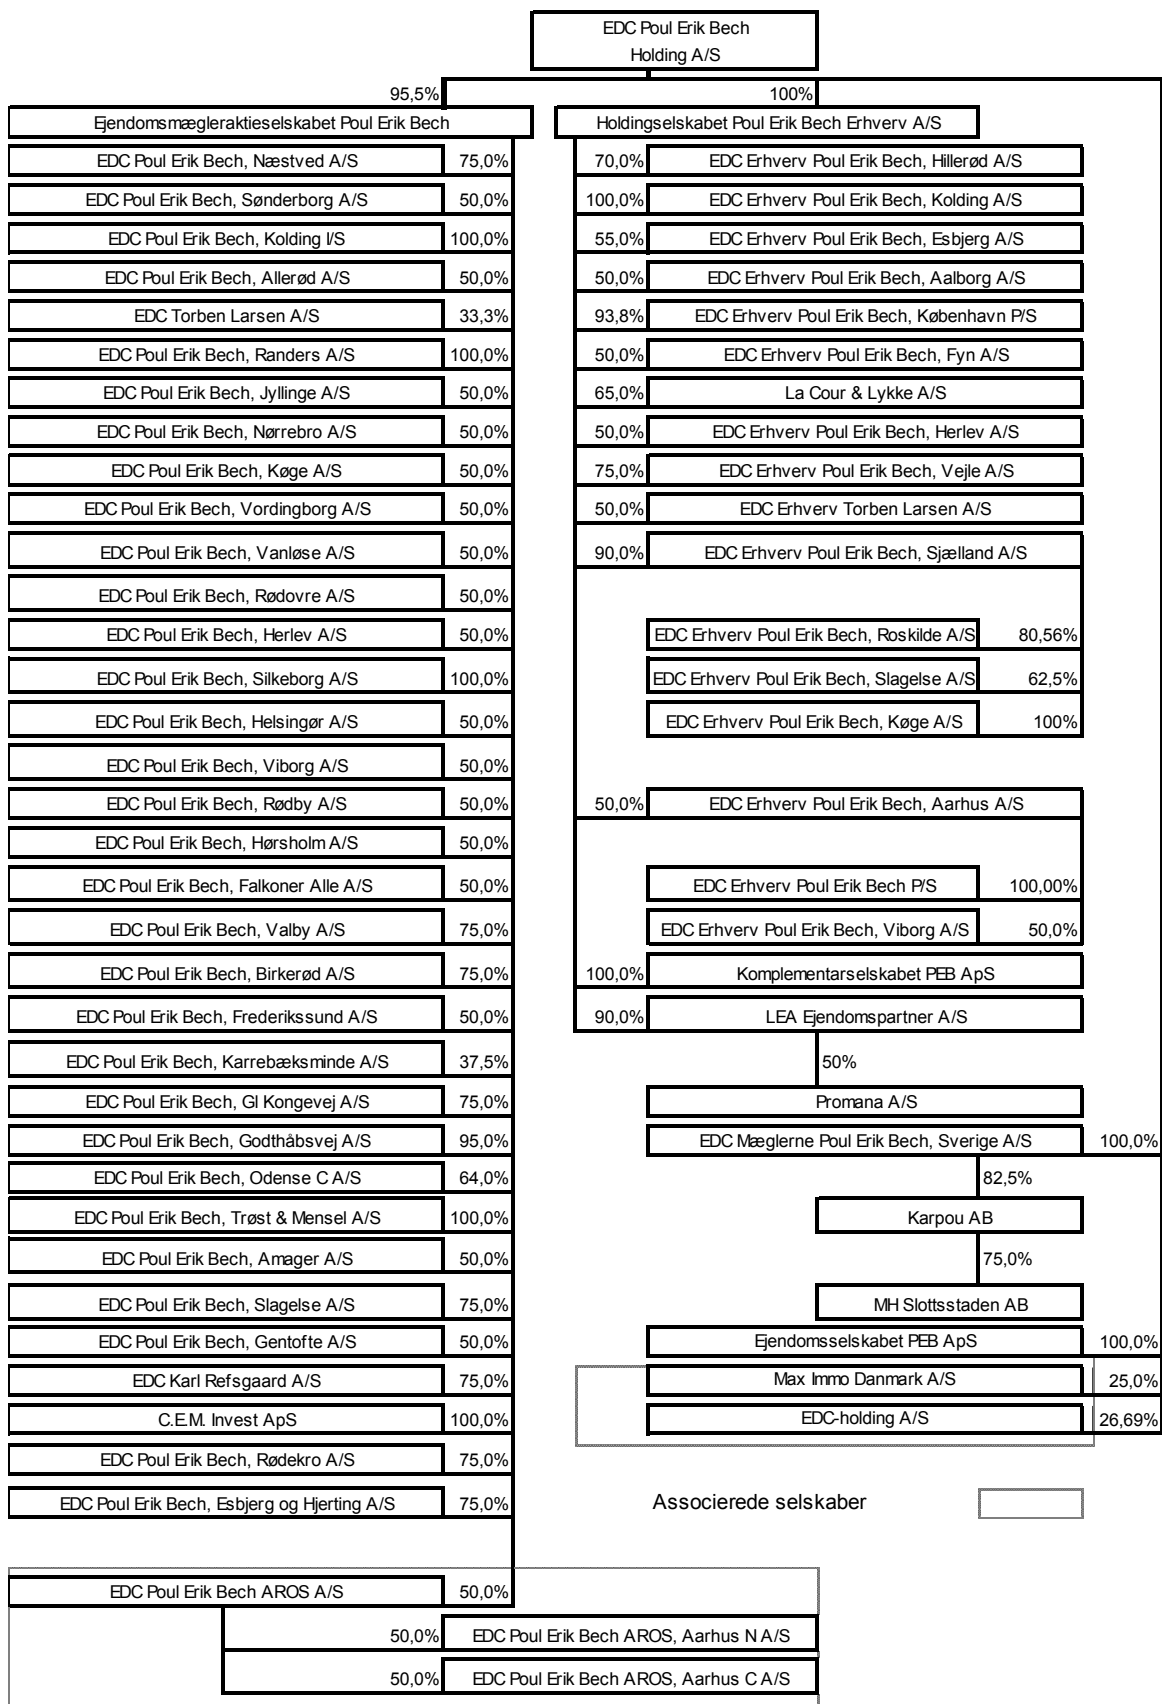 EDC Poul Erik Bech
Holding A/S
95,5%
100%
Ejendomsmægleraktieselskabet Poul Erik Bech
Holdingselskabet Poul Erik Bech Erhverv A/S
EDC Poul Erik Bech, Næstved A/S 75,0%
70,0% EDC Erhverv Poul Erik Bech, Hillerød A/S
EDC Poul Erik Bech, Sønderborg A/S 50,0%
100,0% EDC Erhverv Poul Erik Bech, Kolding A/S
EDC Poul Erik Bech, Kolding I/S 100,0%
55,0% EDC Erhverv Poul Erik Bech, Esbjerg A/S
EDC Poul Erik Bech, Allerød A/S 50,0%
50,0% EDC Erhverv Poul Erik Bech, Aalborg A/S
EDC Torben Larsen A/S 33,3%
93,8% EDC Erhverv Poul Erik Bech, København P/S
EDC Poul Erik Bech, Randers A/S 100,0%
50,0% EDC Erhverv Poul Erik Bech, Fyn A/S
EDC Poul Erik Bech, Jyllinge A/S 50,0%
65,0% La Cour & Lykke A/S
EDC Poul Erik Bech, Nørrebro A/S 50,0%
50,0% EDC Erhverv Poul Erik Bech, Herlev A/S
EDC Poul Erik Bech, Køge A/S 50,0%
75,0% EDC Erhverv Poul Erik Bech, Vejle A/S
EDC Poul Erik Bech, Vordingborg A/S 50,0%
50,0% EDC Erhverv Torben Larsen A/S
EDC Poul Erik Bech, Vanløse A/S 50,0%
90,0% EDC Erhverv Poul Erik Bech, Sjælland A/S
EDC Poul Erik Bech, Rødovre A/S 50,0%
EDC Poul Erik Bech, Herlev A/S 50,0%
EDC Erhverv Poul Erik Bech, Roskilde A/S 80,56%
EDC Poul Erik Bech, Silkeborg A/S 100,0%
EDC Erhverv Poul Erik Bech, Slagelse A/S 62,5%
EDC Poul Erik Bech, Helsingør A/S 50,0%
EDC Erhverv Poul Erik Bech, Køge A/S 100%
EDC Poul Erik Bech, Viborg A/S 50,0%
EDC Poul Erik Bech, Rødby A/S 50,0%
50,0% EDC Erhverv Poul Erik Bech, Aarhus A/S
EDC Poul Erik Bech, Hørsholm A/S 50,0%
EDC Poul Erik Bech, Falkoner Alle A/S 50,0%
EDC Erhverv Poul Erik Bech P/S 100,00%
EDC Poul Erik Bech, Valby A/S 75,0%
EDC Erhverv Poul Erik Bech, Viborg A/S 50,0%
EDC Poul Erik Bech, Birkerød A/S 75,0%
100,0% Komplementarselskabet PEB ApS
EDC Poul Erik Bech, Frederikssund A/S 50,0%
90,0% LEA Ejendomspartner A/S
EDC Poul Erik Bech, Karrebæksminde A/S 37,5%
50%
EDC Poul Erik Bech, Gl Kongevej A/S 75,0%
Promana A/S
EDC Poul Erik Bech, Godthåbsvej A/S 95,0%
EDC Mæglerne Poul Erik Bech, Sverige A/S 100,0%
EDC Poul Erik Bech, Odense C A/S 64,0%
82,5%
EDC Poul Erik Bech, Trøst & Mensel A/S 100,0%
Karpou AB
EDC Poul Erik Bech, Amager A/S 50,0%
75,0%
EDC Poul Erik Bech, Slagelse A/S 75,0%
MH Slottsstaden AB
EDC Poul Erik Bech, Gentofte A/S 50,0%
Ejendomsselskabet PEB ApS 100,0%
EDC Karl Refsgaard A/S 75,0%
Max Immo Danmark A/S 25,0%
C.E.M. Invest ApS 100,0%
EDC-holding A/S 26,69%
EDC Poul Erik Bech, Rødekro A/S 75,0%
EDC Poul Erik Bech, Esbjerg og Hjerting A/S 75,0%
Associerede selskaber
EDC Poul Erik Bech AROS A/S 50,0%
50,0% EDC Poul Erik Bech AROS, Aarhus N A/S
50,0% EDC Poul Erik Bech AROS, Aarhus C A/S